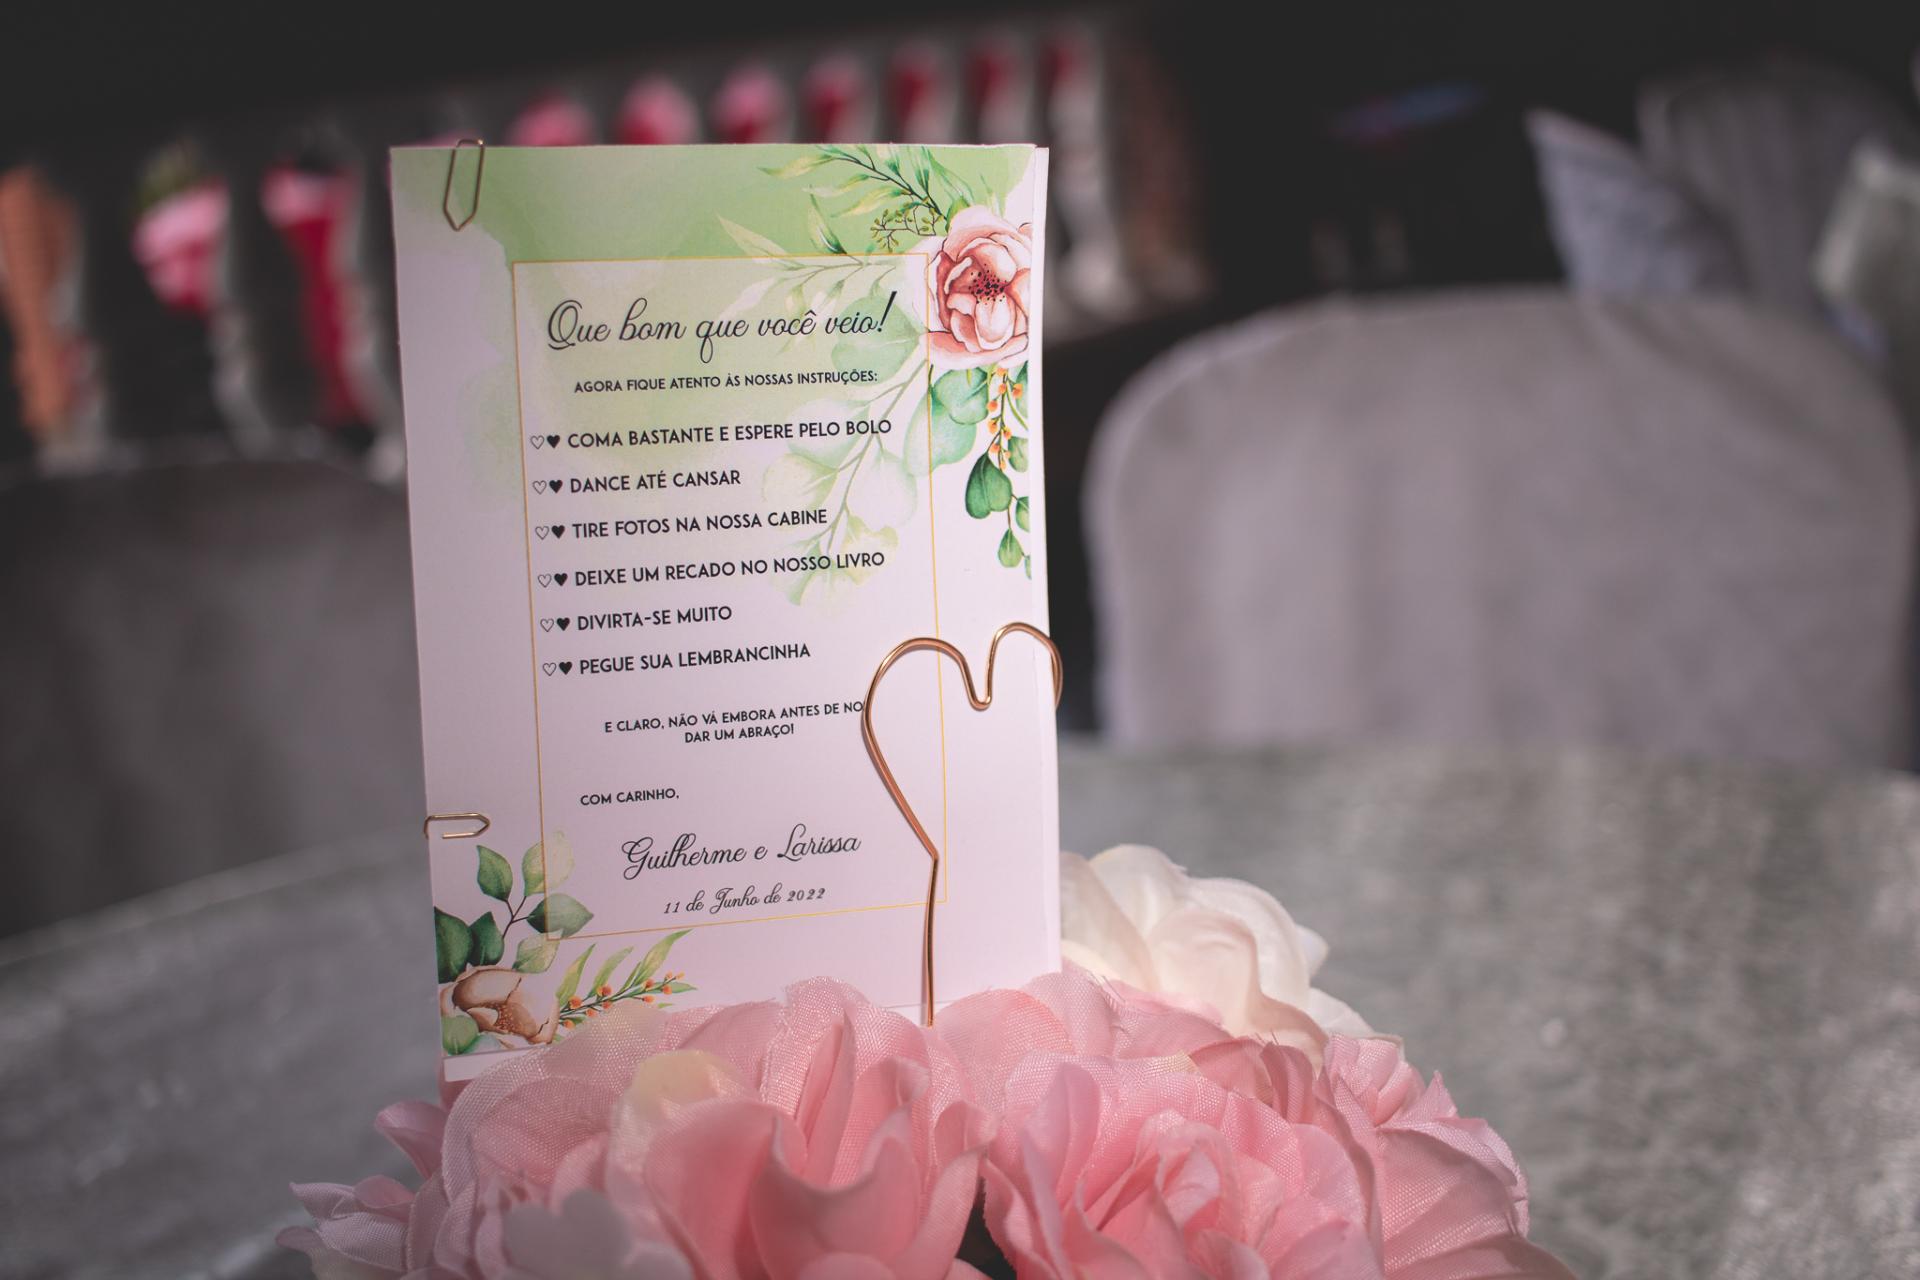 Que bom que você veio!
AGORA FIQUE ATENTO ÀS NOSSAS INSTRUÇÕES:
♡♥ COMA BASTANTE E ESPERE PELO BOLO
♡♥ DANCE ATÉ CANSAR
♡♥ TIRE FOTOS NA NOSSA CABINE
♡♥ DEIXE UM RECADO NO NOSSO LIVRO
♡♥ DIVIRTA-SE MUITO
♡♥ PEGUE SUA LEMBRANCINHA
E CLARO, NÃO VÁ EMBORA ANTES DE NO
DAR UM ABRAÇO!
COM CARINHO,
Guilherme e Larissa
11 de Junho de 2022